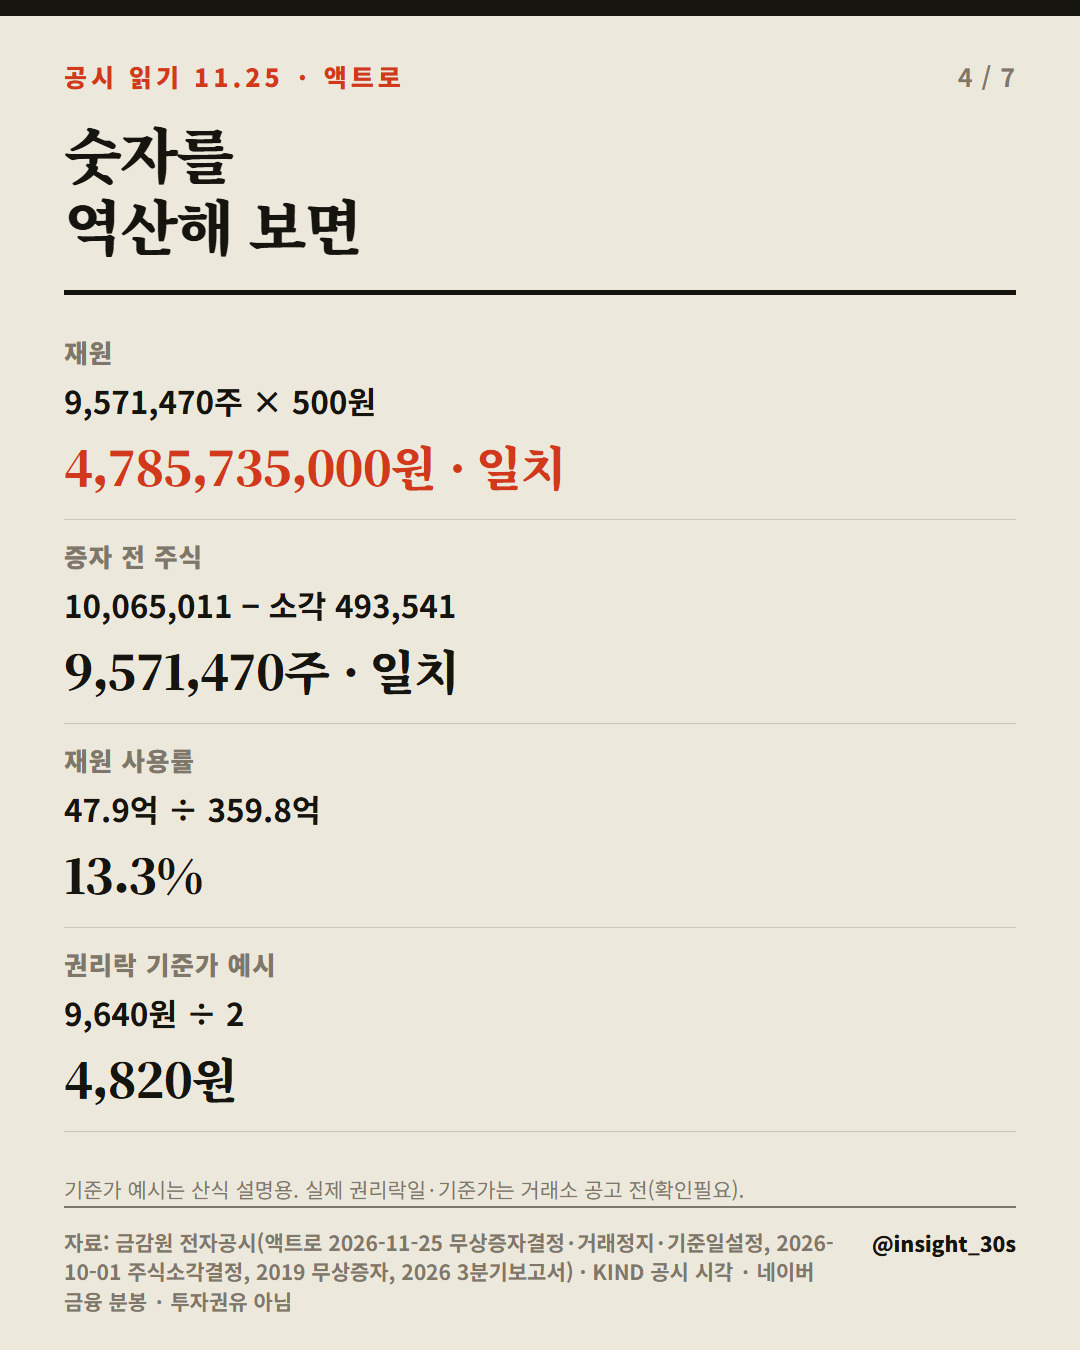 공시 읽기 11.25 · 액트로
4 / 7
숫자를
역산해 보면
재원
9,571,470주 × 500원
4,785,735,000원 · 일치
증자 전 주식
10,065,011 − 소각 493,541
9,571,470주 · 일치
재원 사용률
47.9억 ÷ 359.8억
13.3%
권리락 기준가 예시
9,640원 ÷ 2
4,820원
기준가 예시는 산식 설명용. 실제 권리락일·기준가는 거래소 공고 전(확인필요).
자료: 금감원 전자공시(액트로 2026-11-25 무상증자결정·거래정지·기준일설정, 2026-
10-01 주식소각결정, 2019 무상증자, 2026 3분기보고서) · KIND 공시 시각 · 네이버
금융 분봉 · 투자권유 아님
@insight_30s